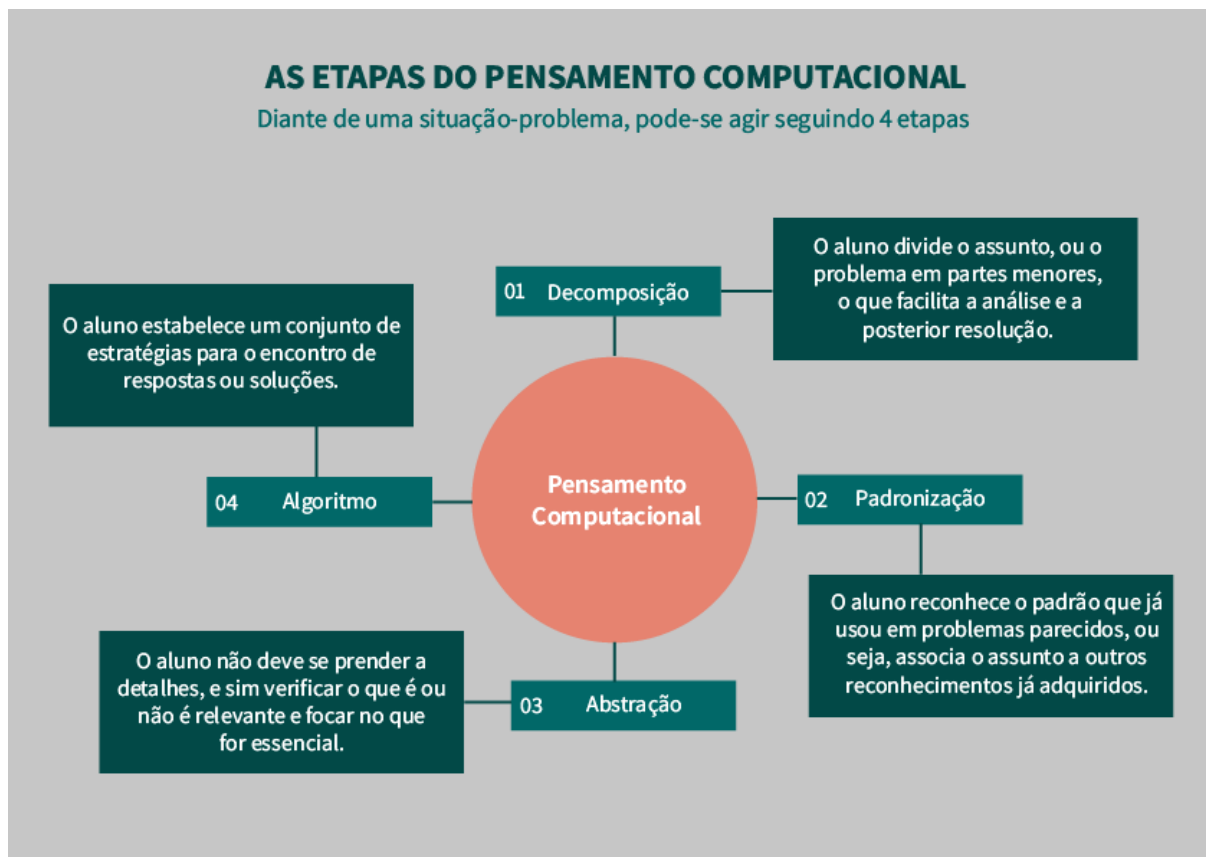 AS ETAPAS DO PENSAMENTO COMPUTACIONAL
Diante de uma situação-problema, pode-se agir seguindo 4 etapas
01 Decomposição
O aluno divide o assunto, ou o
problema em partes menores,
o que facilita a análise e a
posterior resolução.
Pensamento
Computacional
02 Padronização
O aluno reconhece o padrão que já
usou em problemas parecidos, ou
seja, associa o assunto a outros
reconhecimentos já adquiridos.
03 Abstração
O aluno não deve se prender a
detalhes, e sim verificar o que é ou
não é relevante e focar no que
for essencial.
04 Algoritmo
O aluno estabelece um conjunto de
estratégias para o encontro de
respostas ou soluções.